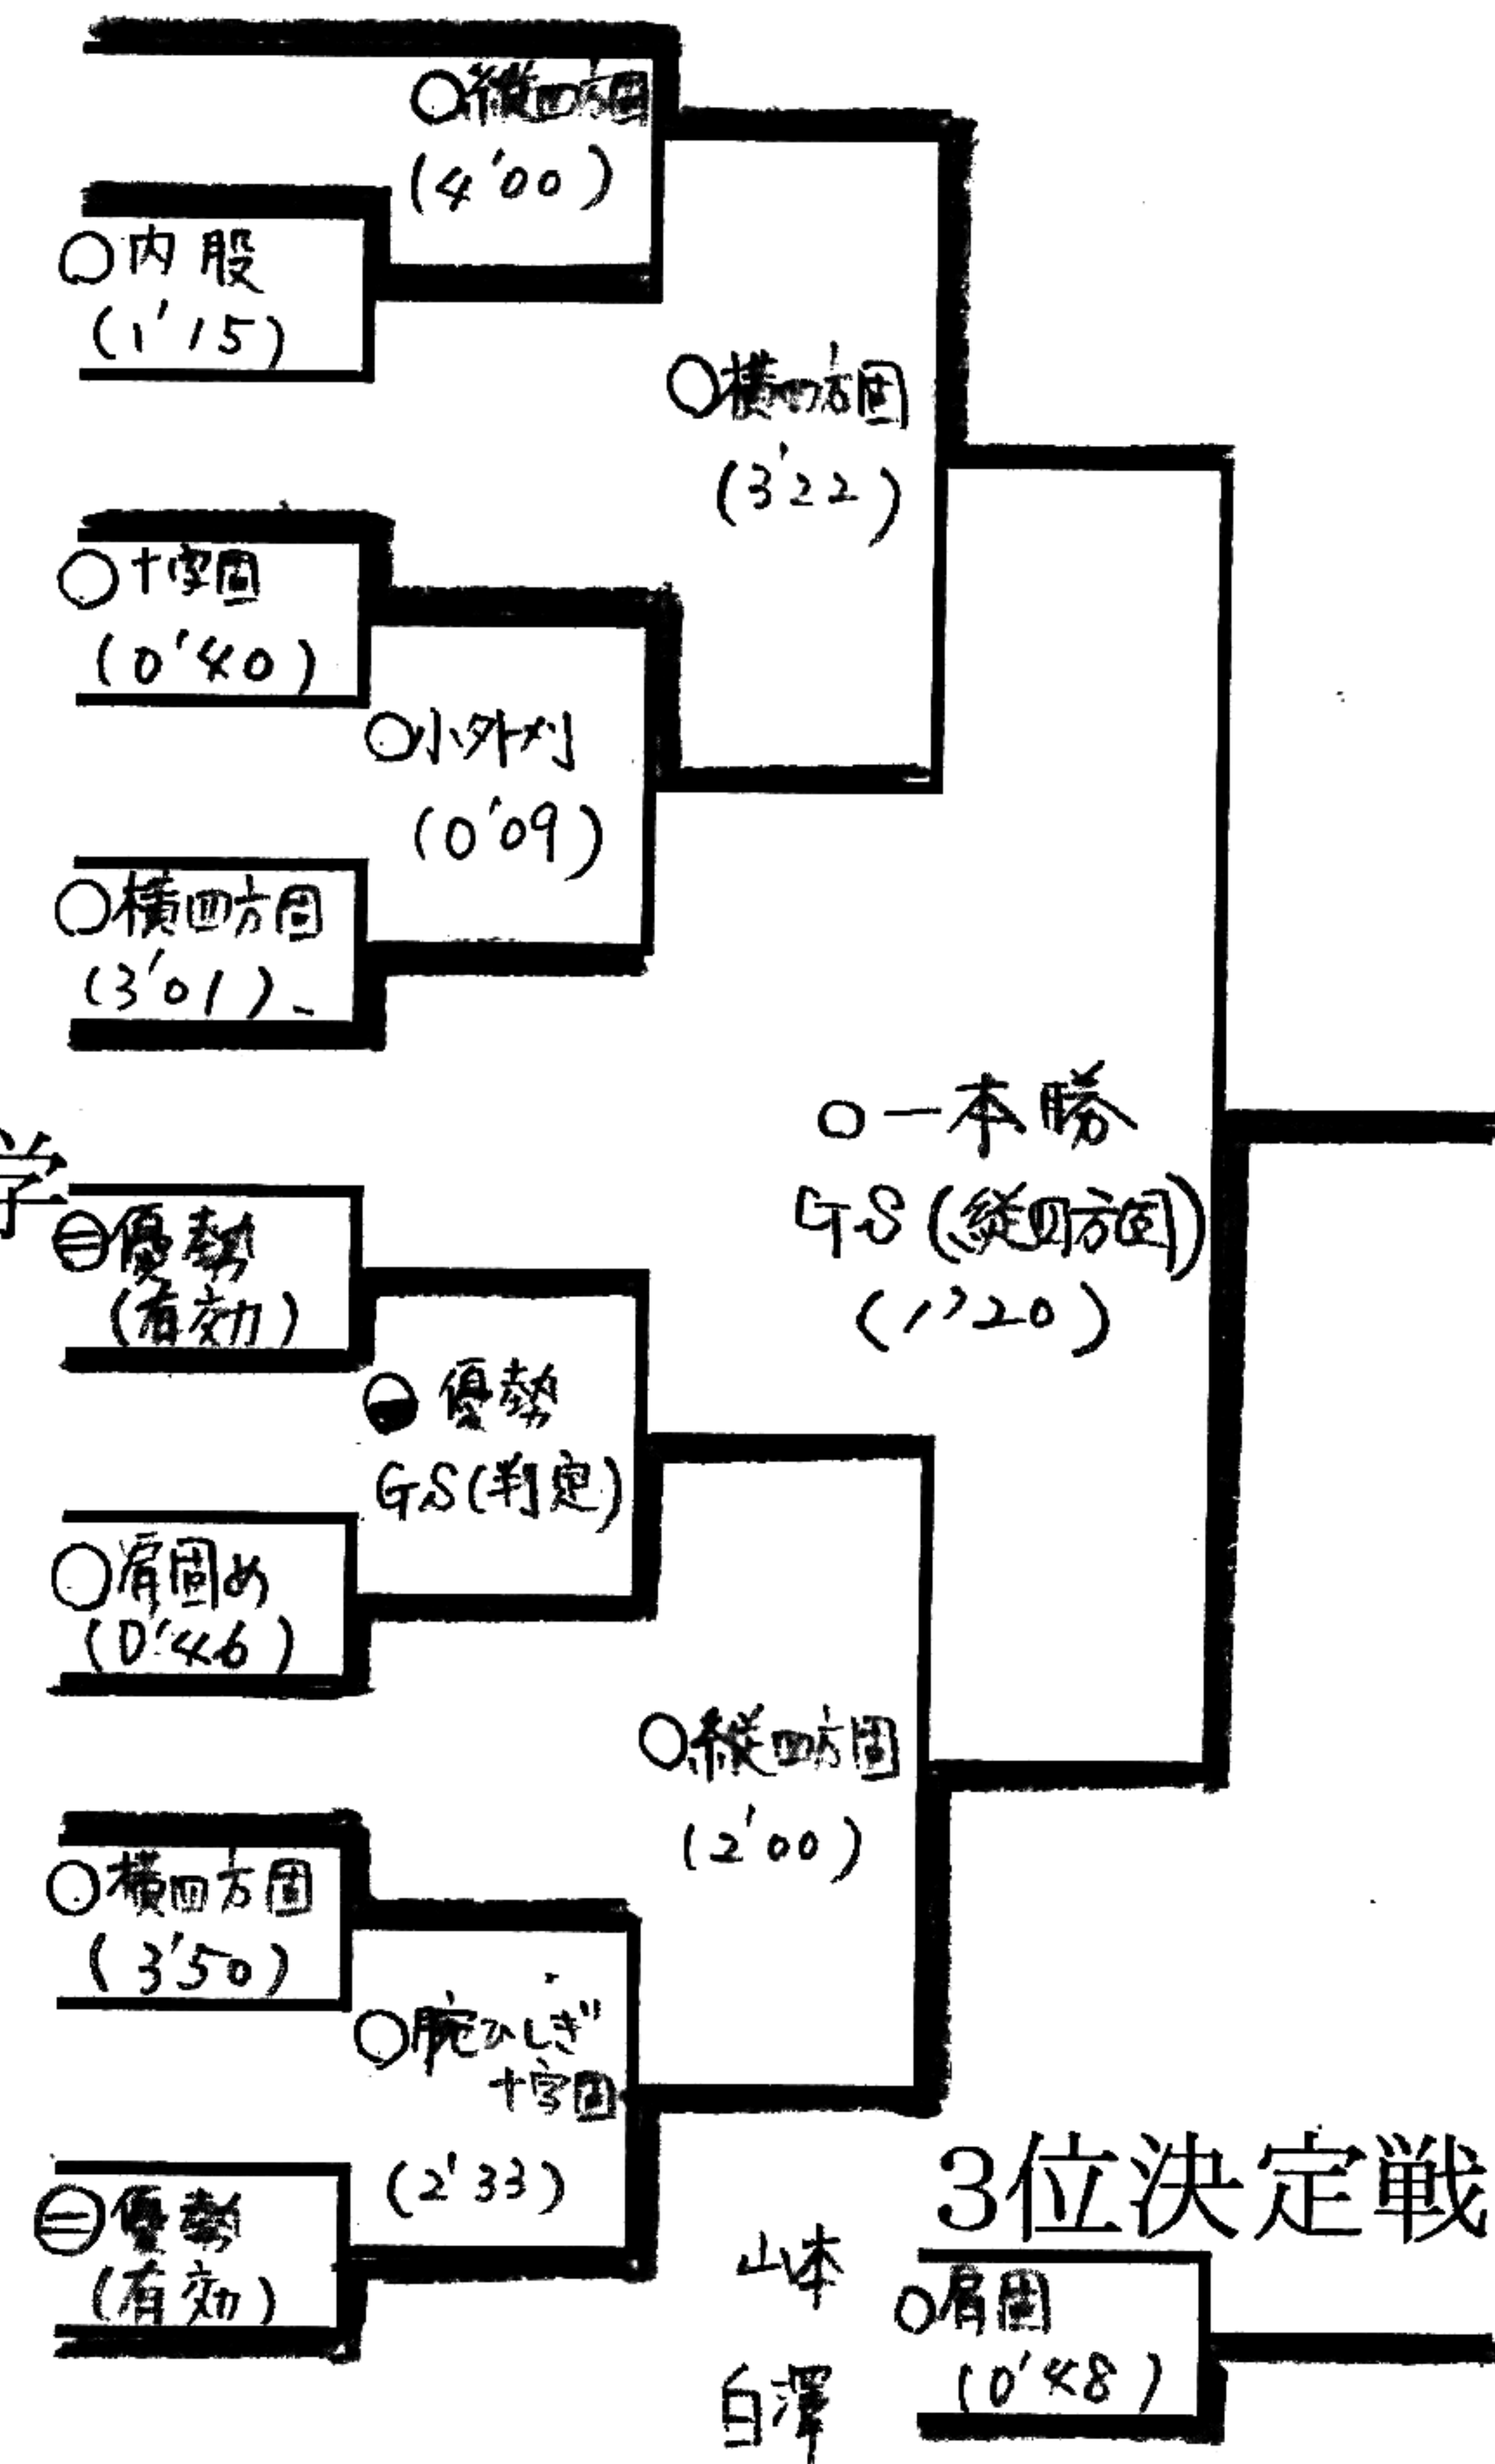 ○縦四方固
(4'00)
○内股
(1'15)
○横四方固
(3'22)
○十字固
(0'40)
○小外刈
(0'09)
○横四方固
(3'01)
○一本勝
GS(縦四方固)
(1'20)
学
優勢
(有効)
優勢
GS(判定)
○肩固め
(0'46)
○縦四方固
(2'00)
○横四方固
(3'50)
○腕ひしぎ
十字固
(2'33)
優勢
(有効)
3位決定戦
山本
○肩固
(0'48)
白澤